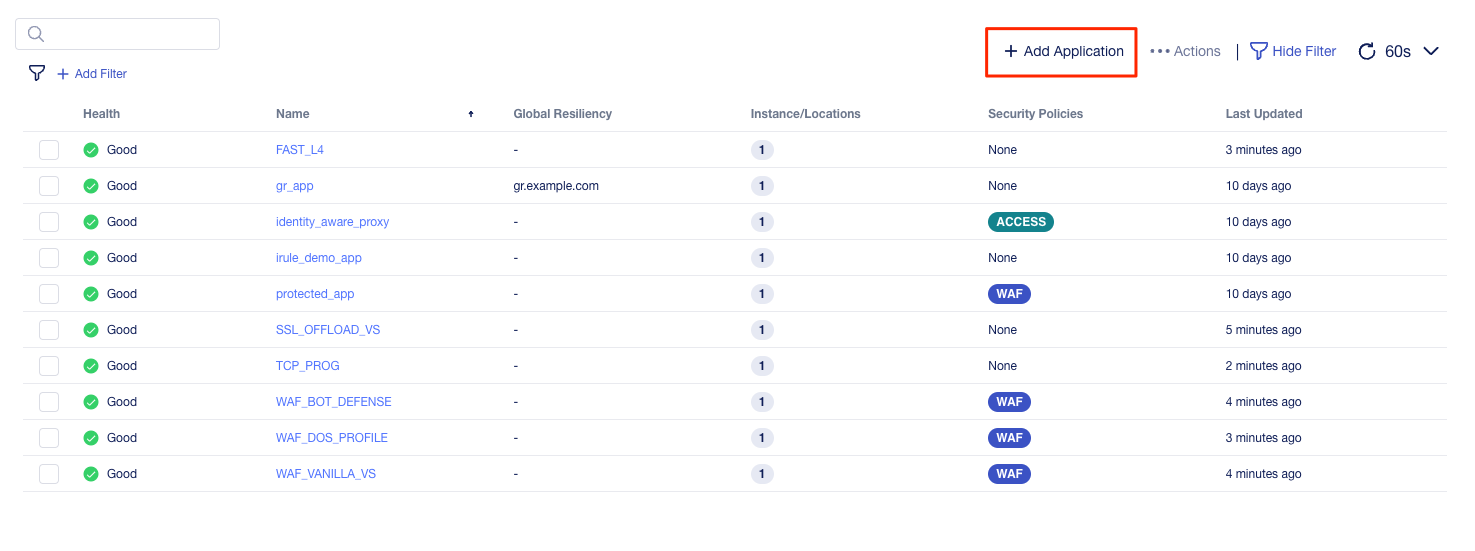 + Add Application ••• Actions | Hide Filter 60s
+ Add Filter
Health Name Global Resiliency Instance/Locations Security Policies Last Updated
Good FAST_L4 - 1 None 3 minutes ago
Good gr_app gr.example.com 1 None 10 days ago
Good identity_aware_proxy - 1 ACCESS 10 days ago
Good irule_demo_app - 1 None 10 days ago
Good protected_app - 1 WAF 10 days ago
Good SSL_OFFLOAD_VS - 1 None 5 minutes ago
Good TCP_PROG - 1 None 2 minutes ago
Good WAF_BOT_DEFENSE - 1 WAF 4 minutes ago
Good WAF_DOS_PROFILE - 1 WAF 3 minutes ago
Good WAF_VANILLA_VS - 1 WAF 4 minutes ago